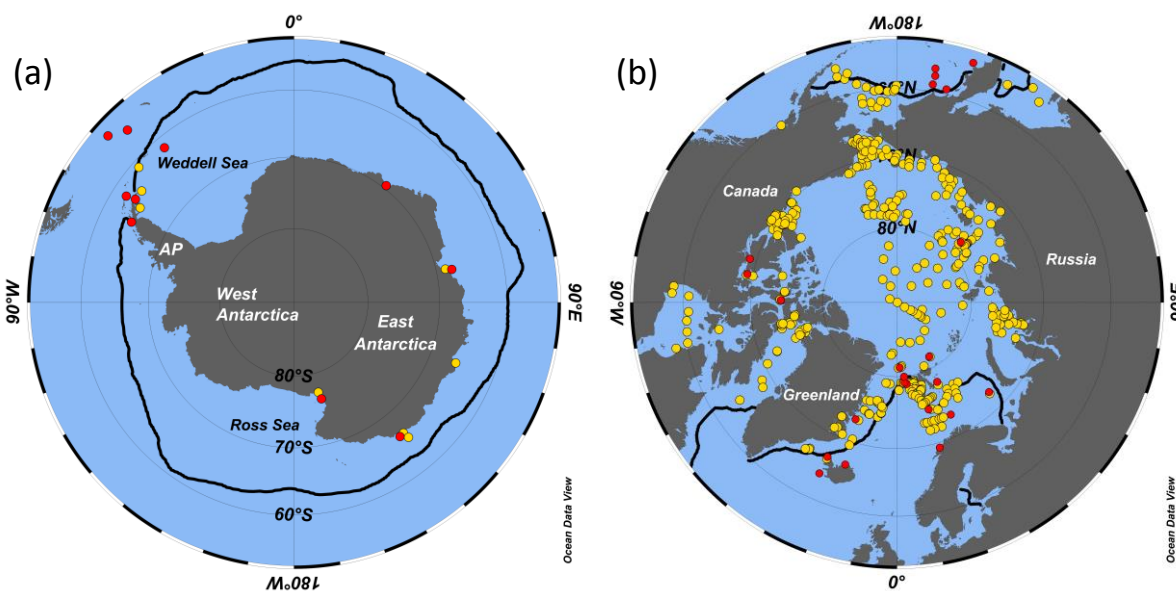 (a)
0°
Weddell Sea
AP
90°W
90°E
West
Antarctica
East
Antarctica
80°S
Ross Sea
70°S
60°S
180°W
Ocean Data View
(b)
180°W
Canada
80°N
Russia
90°W
90°E
Greenland
0°
Ocean Data View